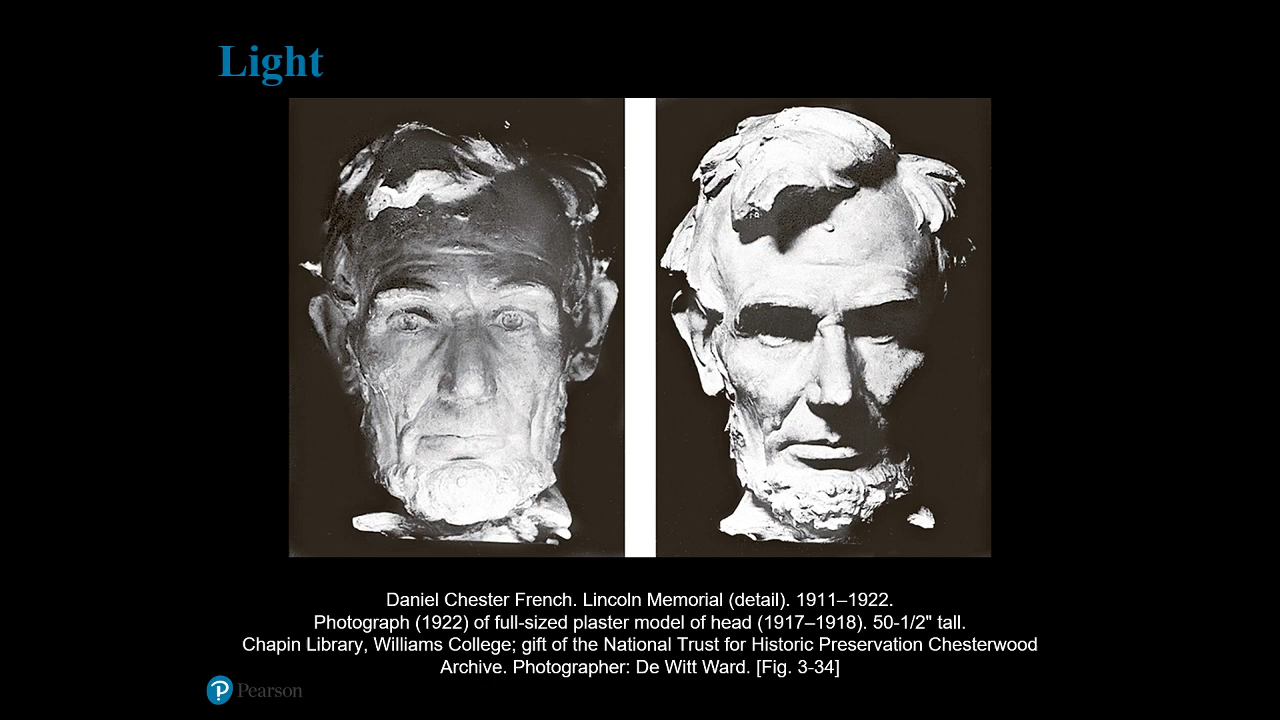 Light
Daniel Chester French. Lincoln Memorial (detail). 1911–1922.
Photograph (1922) of full-sized plaster model of head (1917–1918). 50-1/2" tall.
Chapin Library, Williams College; gift of the National Trust for Historic Preservation Chesterwood
Archive. Photographer: De Witt Ward. [Fig. 3-34]
Pearson